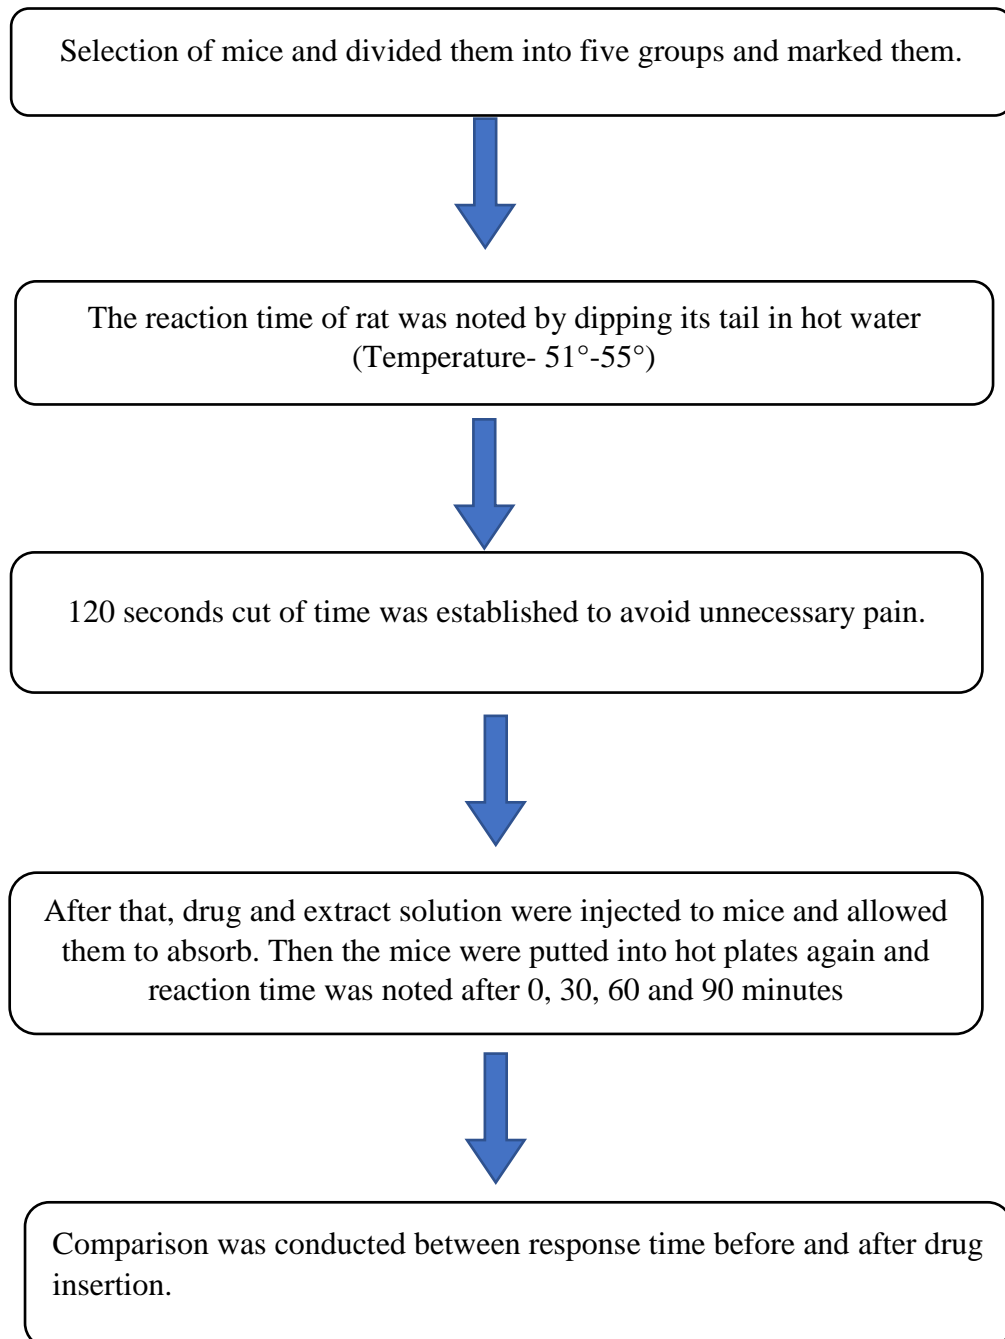 Selection of mice and divided them into five groups and marked them.
The reaction time of rat was noted by dipping its tail in hot water
(Temperature- 51°-55°)
120 seconds cut of time was established to avoid unnecessary pain.
After that, drug and extract solution were injected to mice and allowed
them to absorb. Then the mice were putted into hot plates again and
reaction time was noted after 0, 30, 60 and 90 minutes
Comparison was conducted between response time before and after drug
insertion.